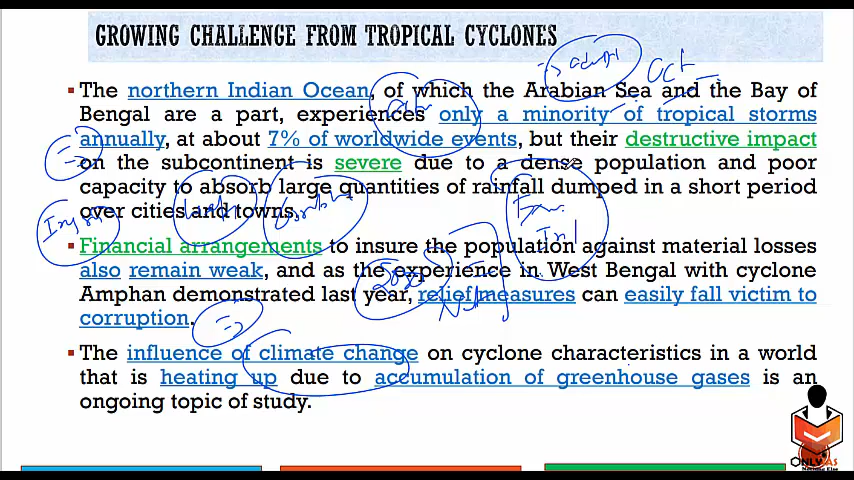 GROWING CHALLENGE FROM TROPICAL CYCLONES
▪The northern Indian Ocean, of which the Arabian Sea and the Bay of
Bengal are a part, experiences only a minority of tropical storms
annually, at about 7% of worldwide events, but their destructive impact
on the subcontinent is severe due to a dense population and poor
capacity to absorb large quantities of rainfall dumped in a short period
over cities and towns.
▪Financial arrangements to insure the population against material losses
also remain weak, and as the experience in West Bengal with cyclone
Amphan demonstrated last year, relief measures can easily fall victim to
corruption.
▪The influence of climate change on cyclone characteristics in a world
that is heating up due to accumulation of greenhouse gases is an
ongoing topic of study.
ONLY IAS
Nothing Else